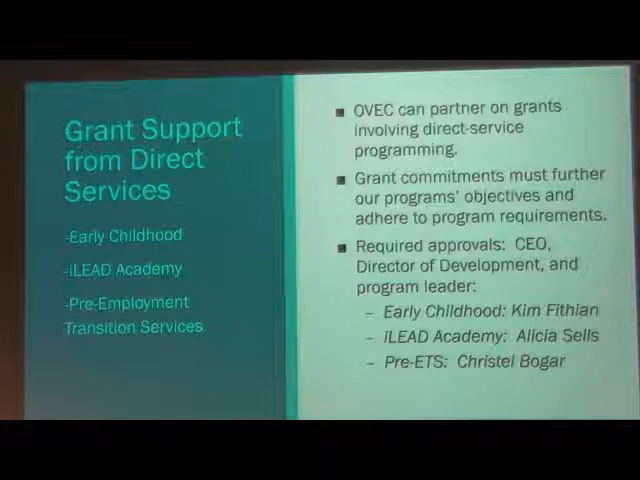 Grant Support
from Direct
Services
-Early Childhood
-iLEAD Academy
-Pre-Employment
Transition Services
■ OVEC can partner on grants
involving direct-service
programming.
■ Grant commitments must further
our programs' objectives and
adhere to program requirements.
■ Required approvals: CEO,
Director of Development, and
program leader:
– Early Childhood: Kim Fithian
– iLEAD Academy: Alicia Sells
– Pre-ETS: Christel Bogar